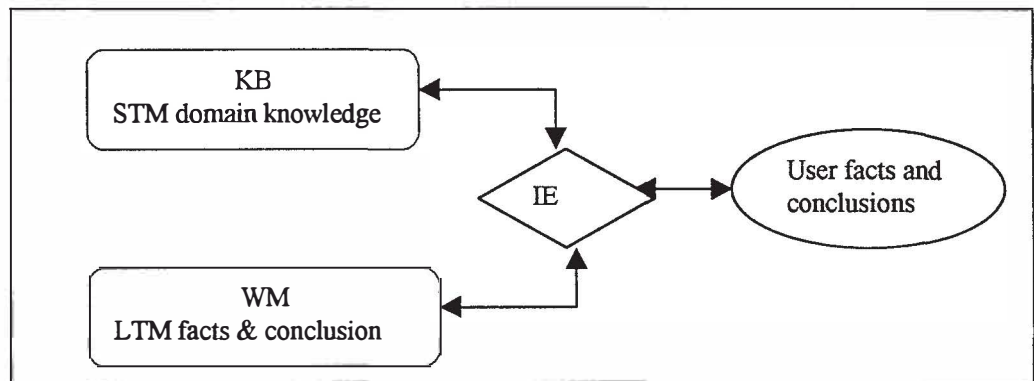 KB
STM domain knowledge
IE
User facts and
conclusions
WM
LTM facts & conclusion